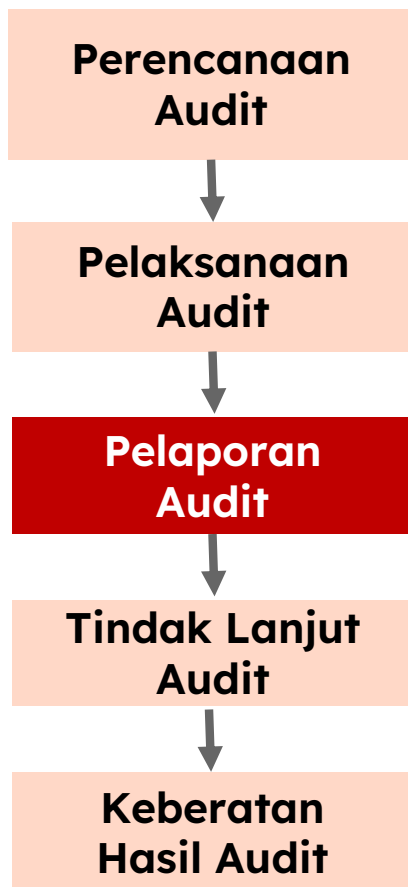 Perencanaan
Audit
Pelaksanaan
Audit
Pelaporan
Audit
Tindak Lanjut
Audit
Keberatan
Hasil Audit